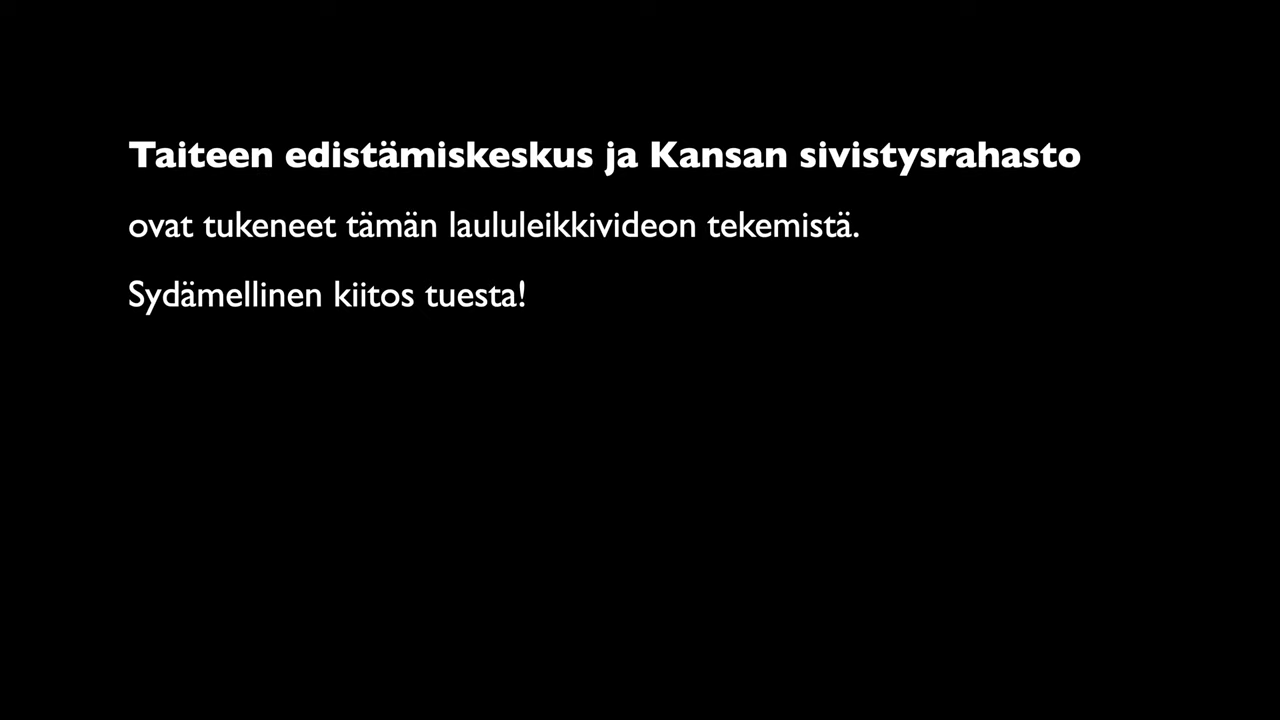 Taiteen edistämiskeskus ja Kansan sivistysrahasto
ovat tukeneet tämän laululeikkivideon tekemistä.
Sydämellinen kiitos tuesta!